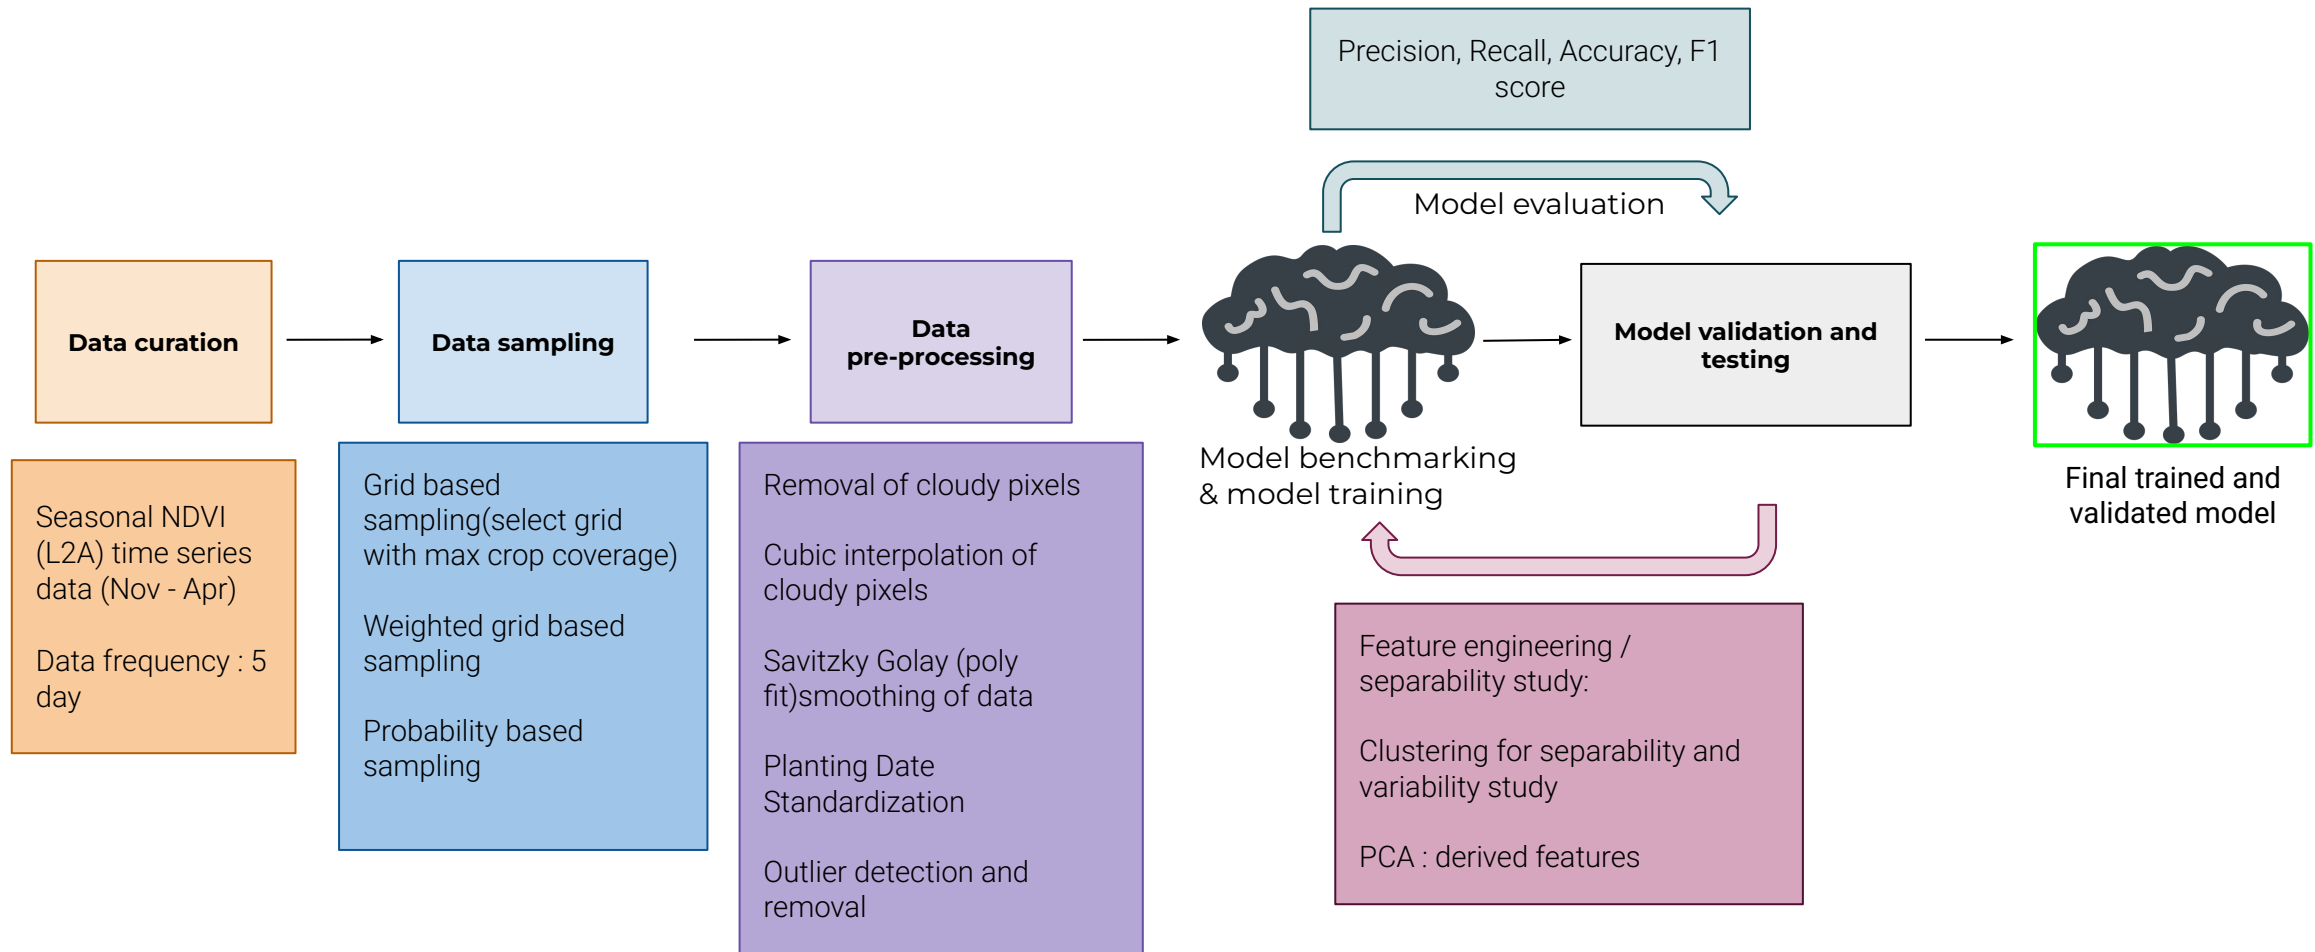 Precision, Recall, Accuracy, F1
score
Model evaluation
Data curation
Data sampling
Data
pre-processing
Model validation and
testing
Model benchmarking
& model training
Final trained and
validated model
Seasonal NDVI
(L2A) time series
data (Nov - Apr)
Data frequency : 5
day
Grid based
sampling(select grid
with max crop coverage)
Weighted grid based
sampling
Probability based
sampling
Removal of cloudy pixels
Cubic interpolation of
cloudy pixels
Savitzky Golay (poly
fit)smoothing of data
Planting Date
Standardization
Outlier detection and
removal
Feature engineering /
separability study:
Clustering for separability and
variability study
PCA : derived features